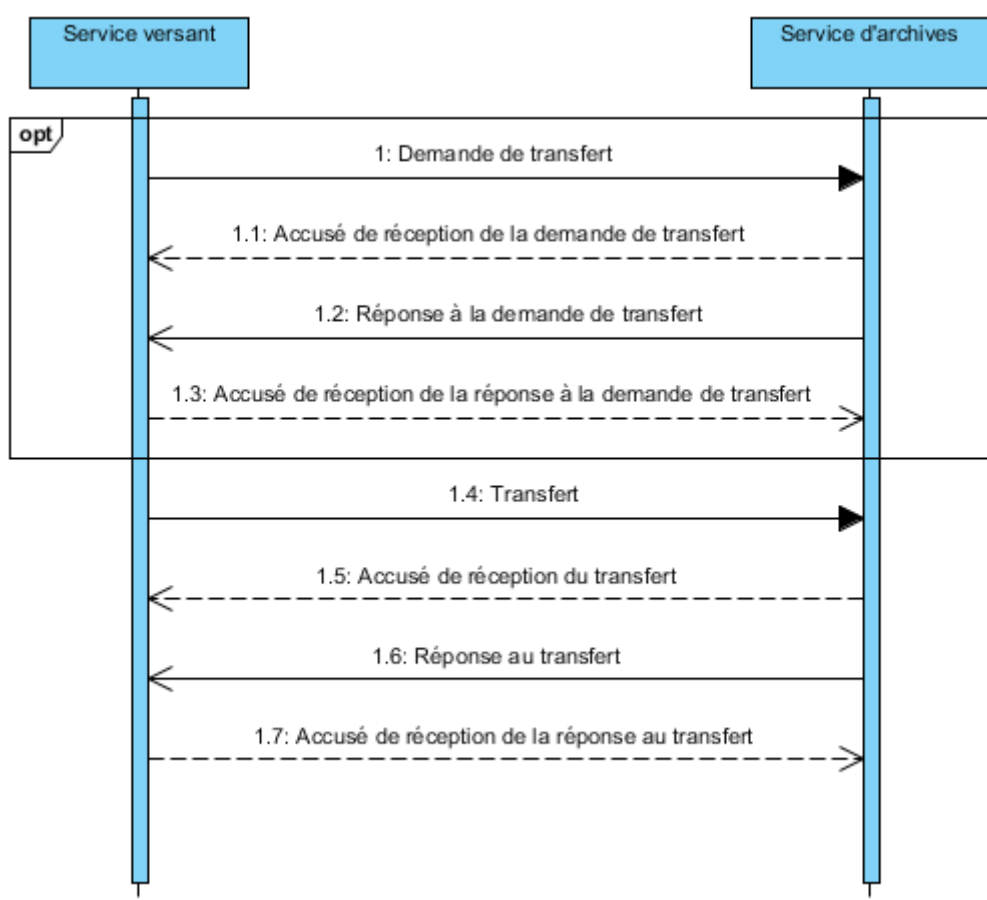 Service versant
Service d'archives
opt
1: Demande de transfert
1.1: Accusé de réception de la demande de transfert
1.2: Réponse à la demande de transfert
1.3: Accusé de réception de la réponse à la demande de transfert
1.4: Transfert
1.5: Accusé de réception du transfert
1.6: Réponse au transfert
1.7: Accusé de réception de la réponse au transfert